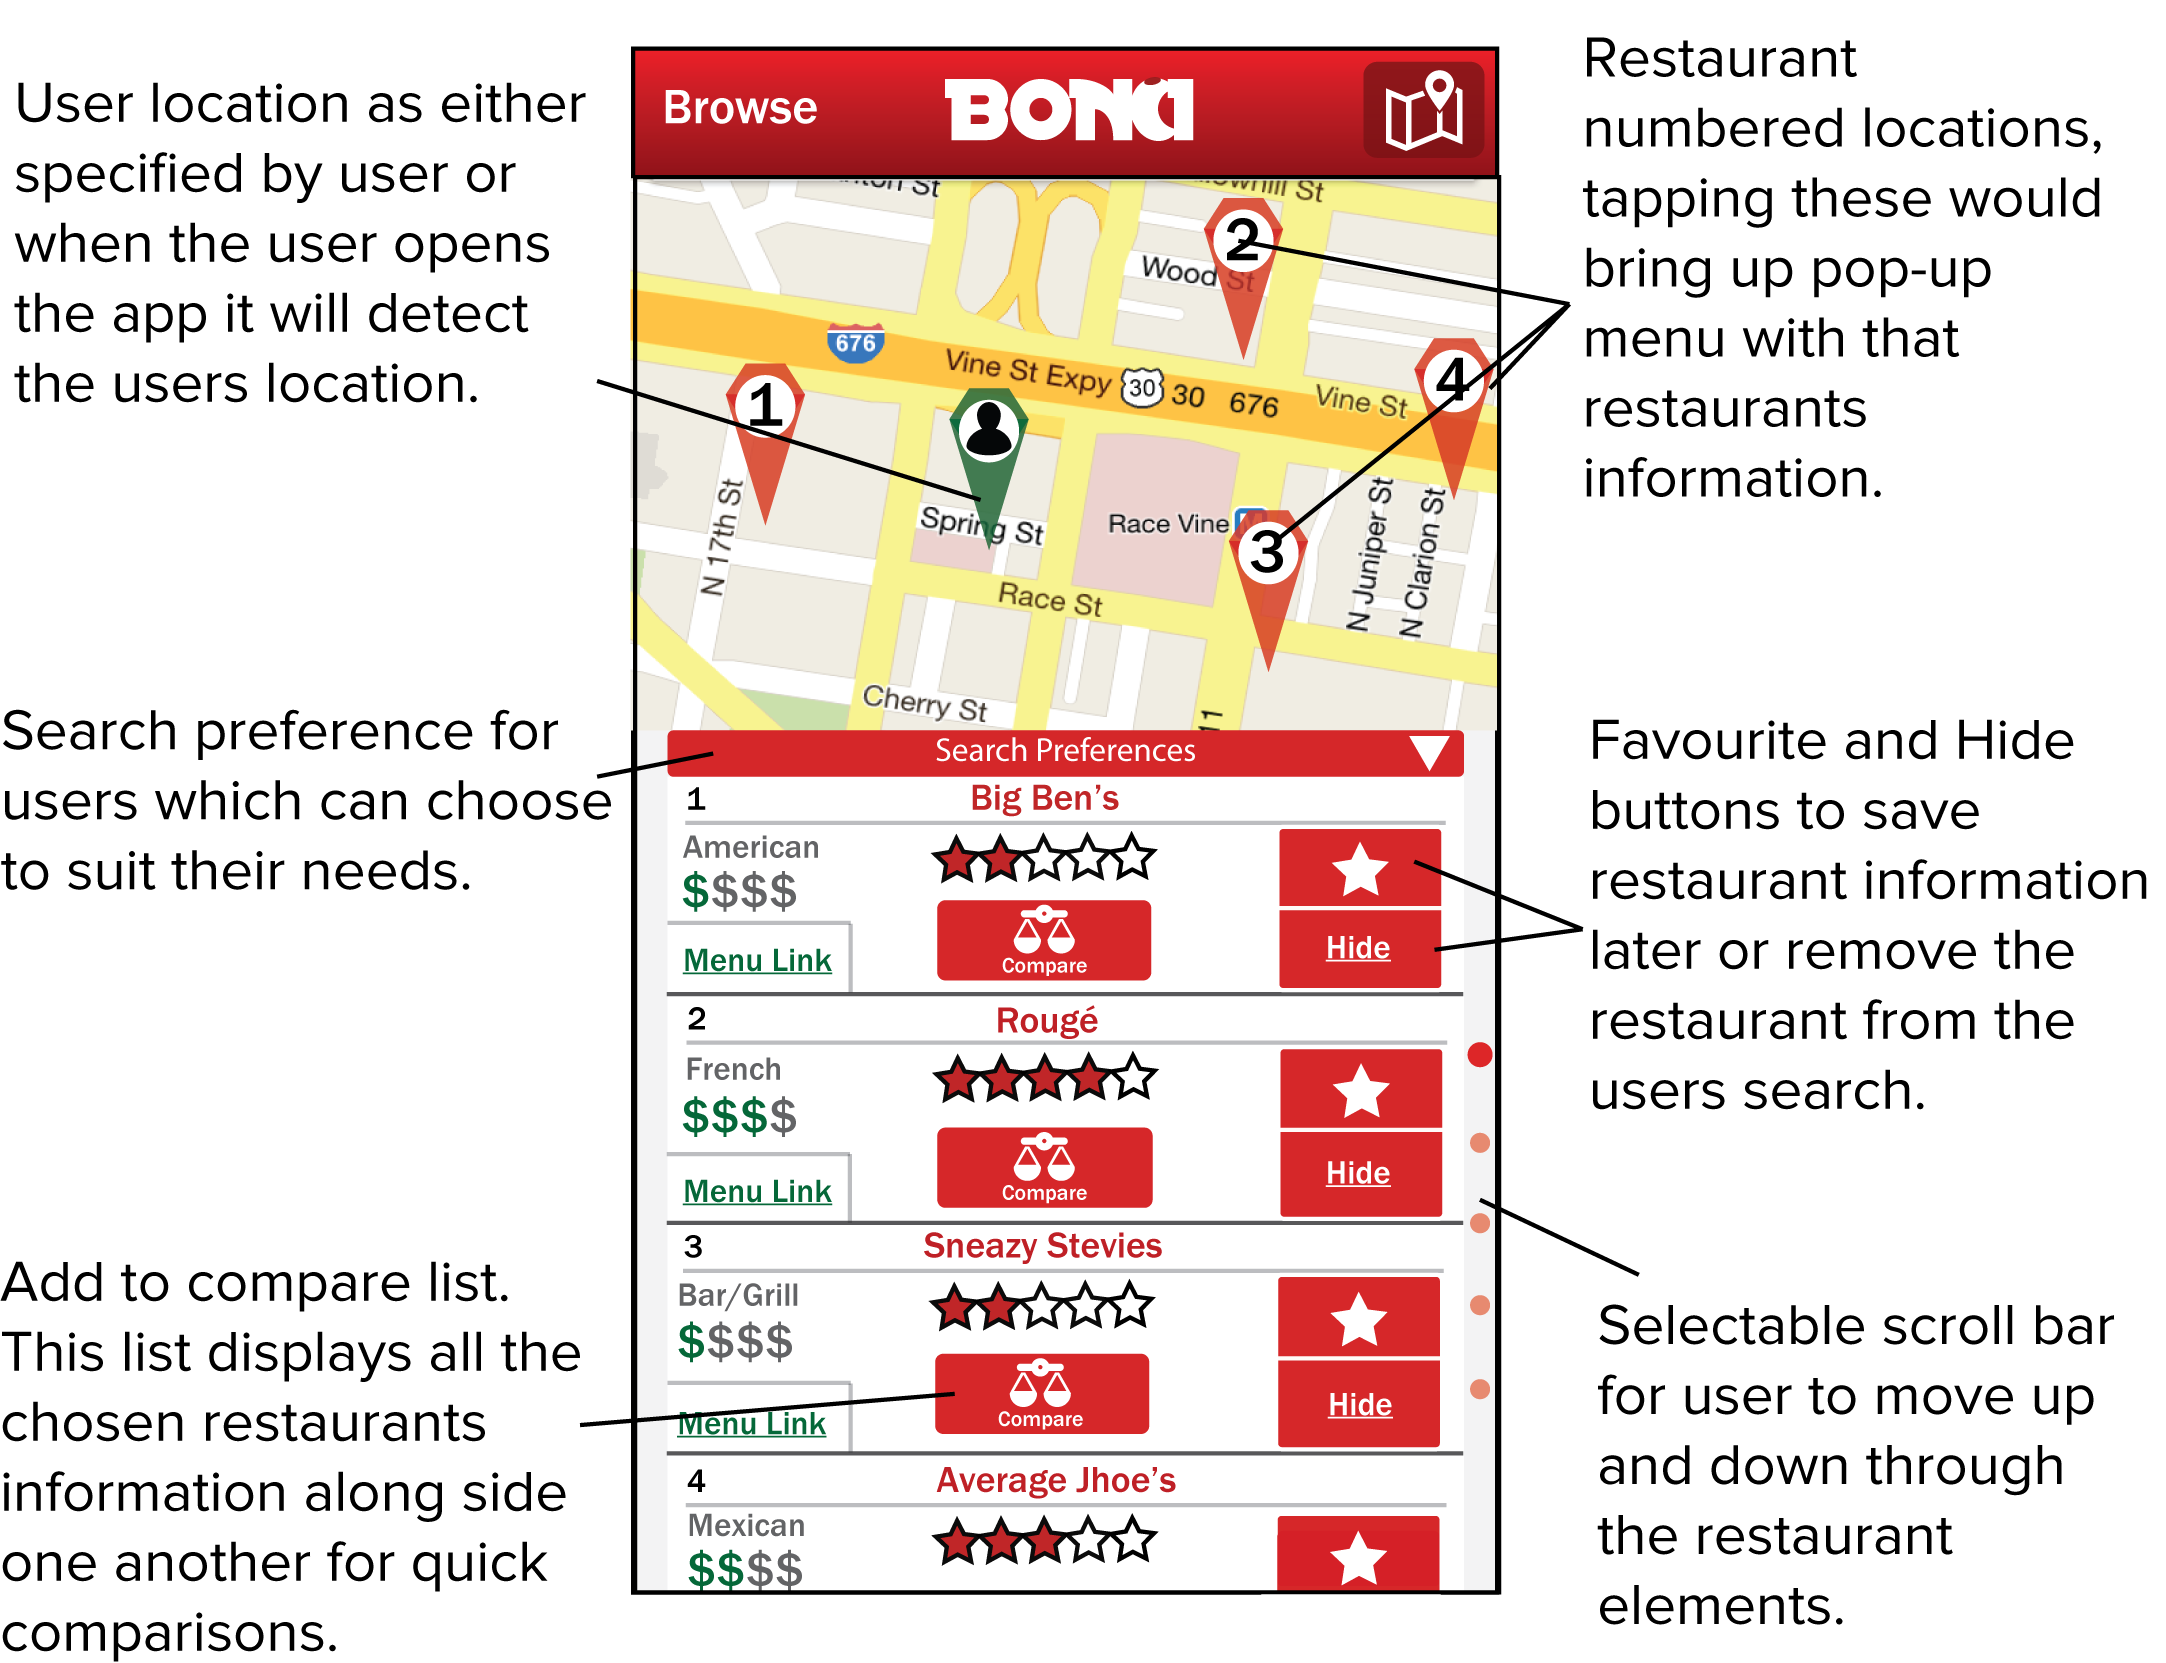 User location as either
specified by user or
when the user opens
the app it will detect
the users location.
Search preference for
users which can choose
to suit their needs.
Add to compare list.
This list displays all the
chosen restaurants
information along side
one another for quick
comparisons.
Browse
BONA
Wood St
2
676
Vine St Expy
30
30
676
Vine St
4
1
N 17th St
Spring St
Race Vine
3
N Juniper St
N Clarion St
Race St
Cherry St
11
Search Preferences
1
Big Ben's
American
$$$$
Menu Link
Compare
Hide
2
Rougé
French
$$$$
Menu Link
Compare
Hide
3
Sneazy Stevies
Bar/Grill
$$$$
Menu Link
Compare
Hide
4
Average Jhoe's
Mexican
$$$$
Restaurant
numbered locations,
tapping these would
bring up pop-up
menu with that
restaurants
information.
Favourite and Hide
buttons to save
restaurant information
later or remove the
restaurant from the
users search.
Selectable scroll bar
for user to move up
and down through
the restaurant
elements.